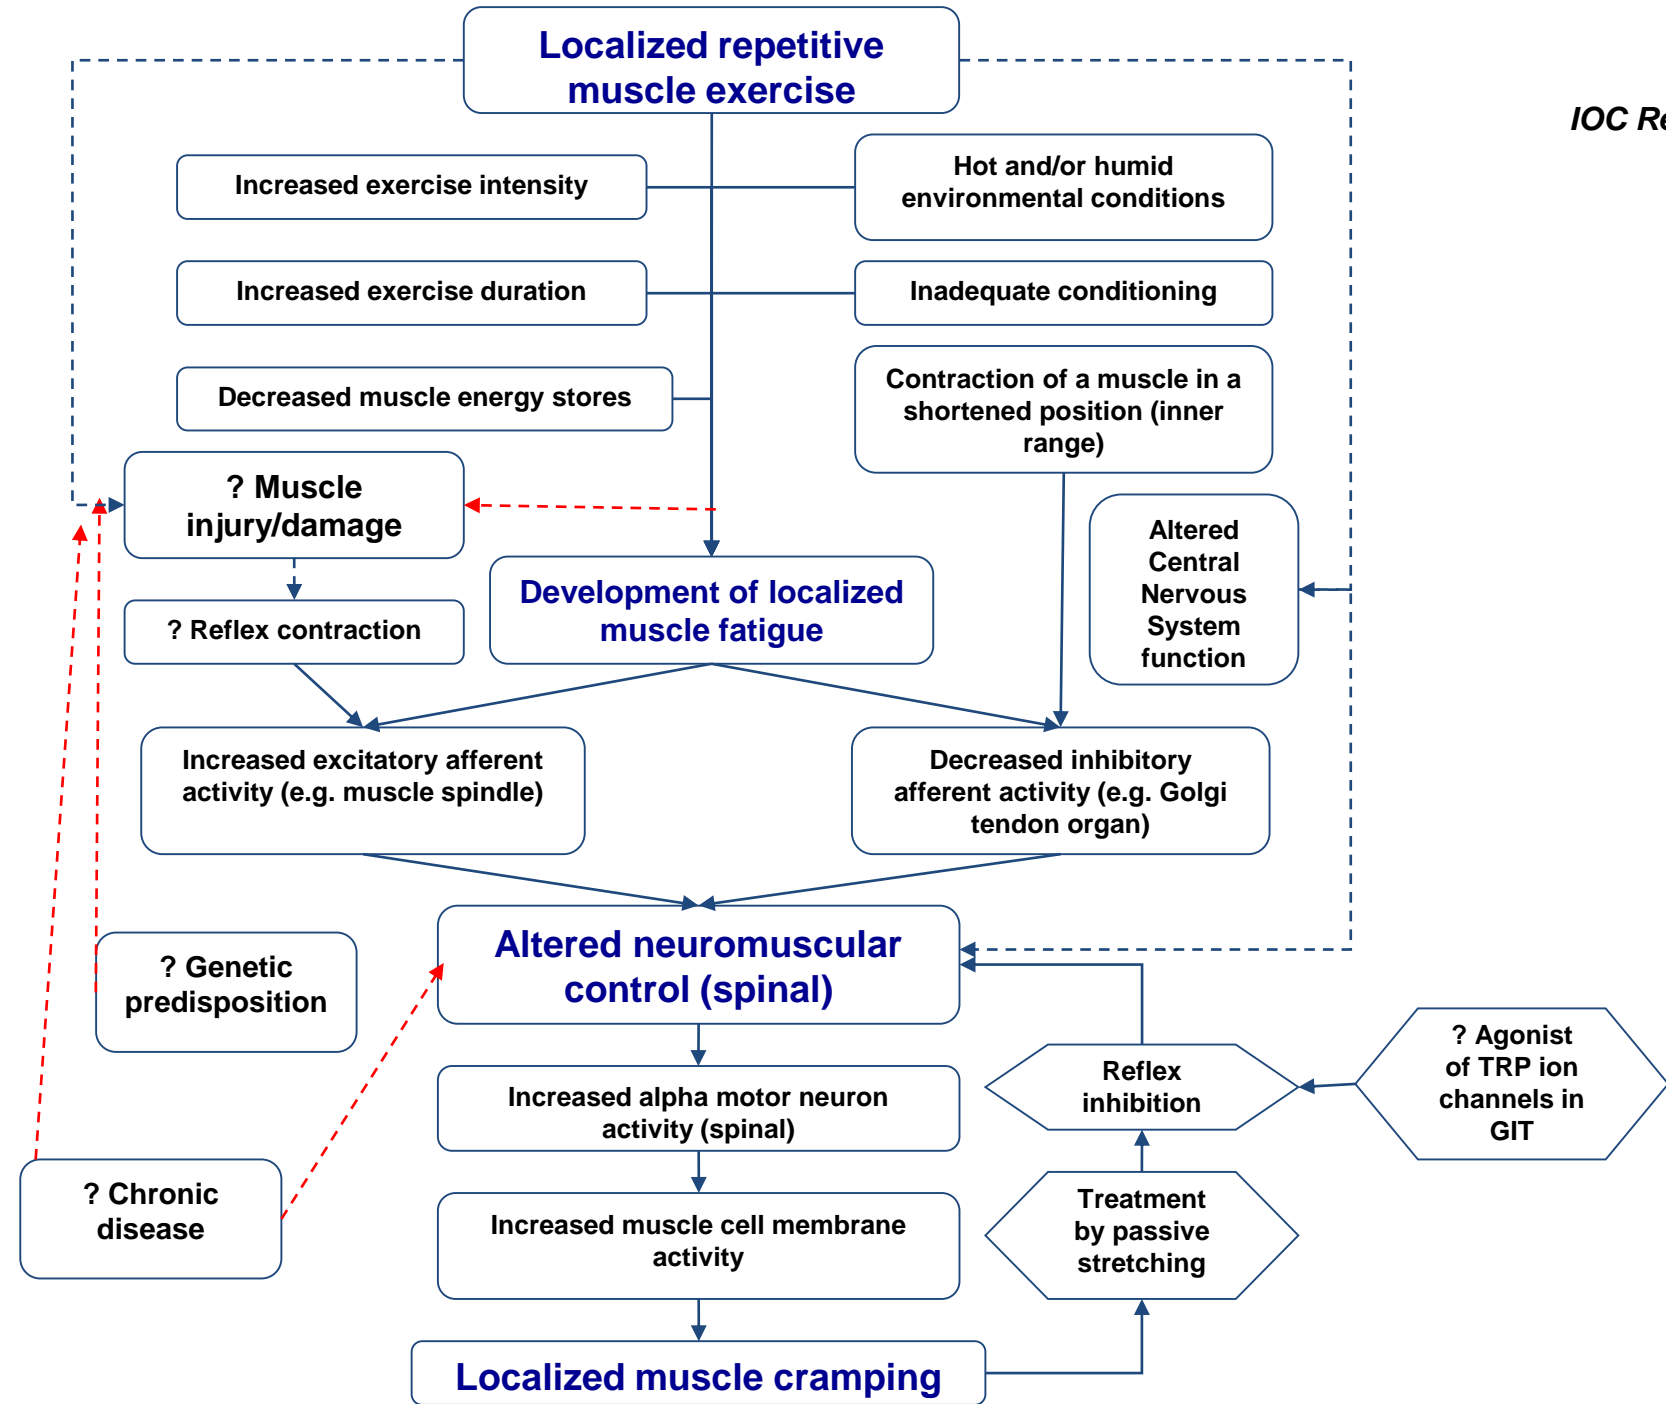 Localized repetitive
muscle exercise
IOC Re
Increased exercise intensity
Hot and/or humid
environmental conditions
Increased exercise duration
Inadequate conditioning
Decreased muscle energy stores
Contraction of a muscle in a
shortened position (inner
range)
? Muscle
injury/damage
Altered
Central
Nervous
System
function
Development of localized
muscle fatigue
? Reflex contraction
Increased excitatory afferent
activity (e.g. muscle spindle)
Decreased inhibitory
afferent activity (e.g. Golgi
tendon organ)
Altered neuromuscular
control (spinal)
? Genetic
predisposition
? Agonist
of TRP ion
channels in
GIT
Reflex
inhibition
Increased alpha motor neuron
activity (spinal)
? Chronic
disease
Treatment
by passive
stretching
Increased muscle cell membrane
activity
Localized muscle cramping